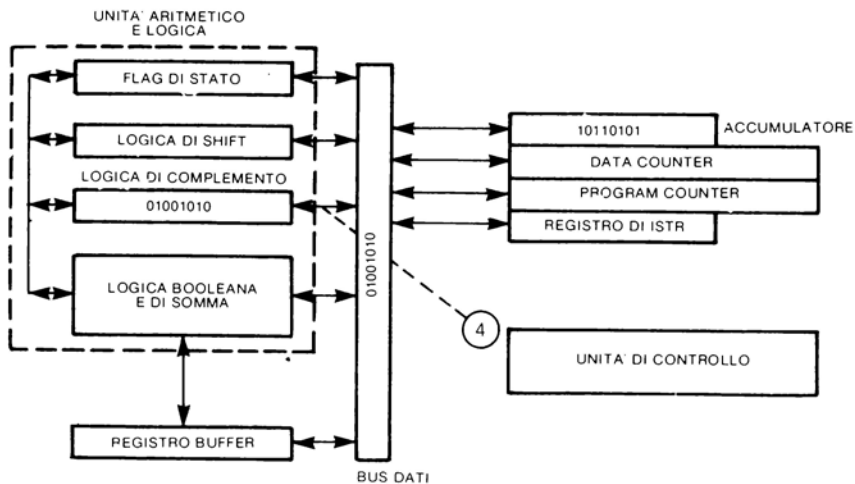 UNITA' ARITMETICO
E LOGICA
FLAG DI STATO
LOGICA DI SHIFT
LOGICA DI COMPLEMENTO
01001010
LOGICA BOOLEANA
E DI SOMMA
PEGISTRO BUFFER
01001010
BUS DATI
10110101
ACCUMULATORE
DATA COUNTER
PROGRAM COUNTER
REGISTRO DI ISTR
4
UNITA' DI CONTROLLO